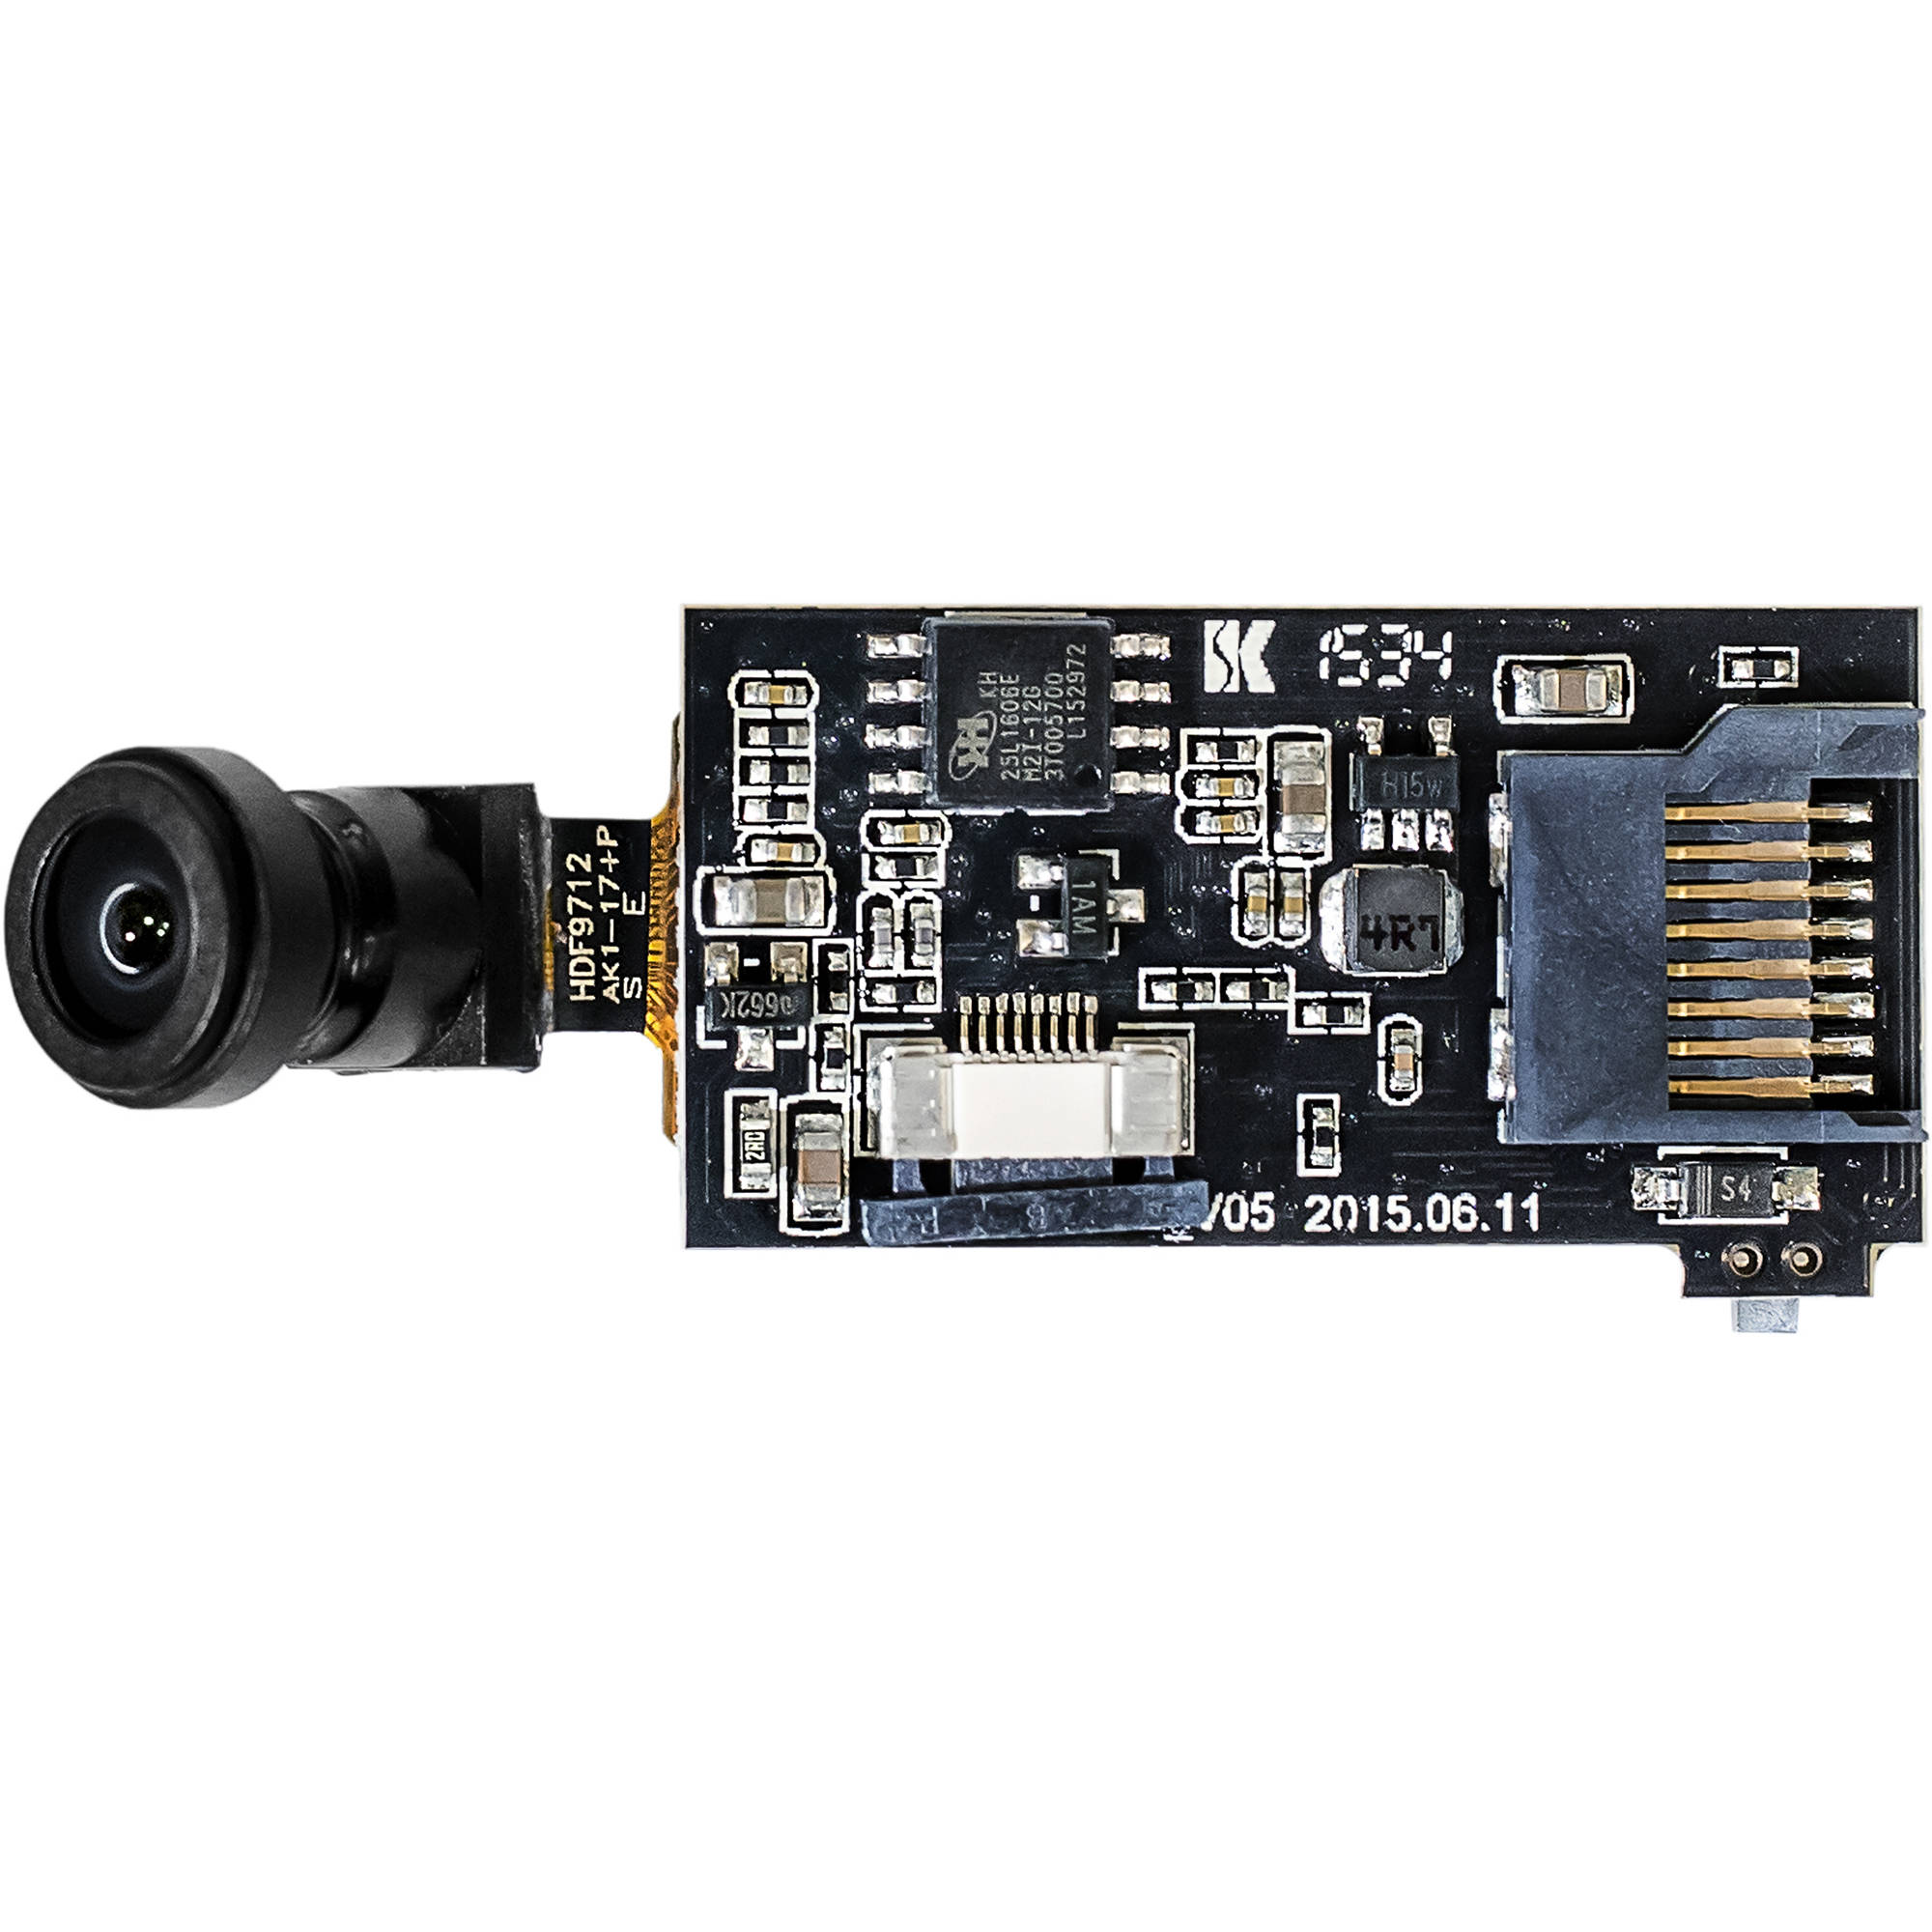 HDF9712
AK1-17+P
S E
KH
25L1606E
M2I-12G
3T005700
L152972
1534
H15W
1AM
4R7
662K
2AC
V05 2015.06.11
S4